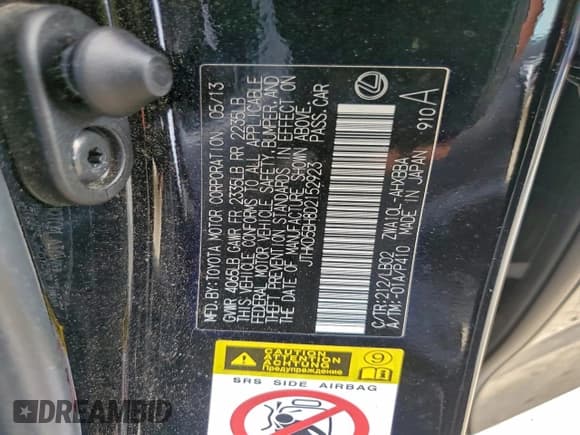 MFD.BY: TOYOTA MOTOR CORPORATION 05/13
GVWR 4065LB GAWR FR 2335LB RR 2235LB
THIS VEHICLE CONFORMS TO ALL APPLICABLE
FEDERAL MOTOR VEHICLE SAFETY, BUMPER, AND
THEFT PREVENTION STANDARDS IN EFFECT ON
THE DATE OF MANUFACTURE SHOWN ABOVE.
JTHKD5BH8D2152923 PASS. CAR
C/TR:212/LB02 ZWA10L-AHXBBA
A/TM:-01A/P410 MADE IN JAPAN 910 A
CAUTION
ATTENTION
ACHTUNG
Предупреждение
9
SRS SIDE AIRBAG
DREAMBID